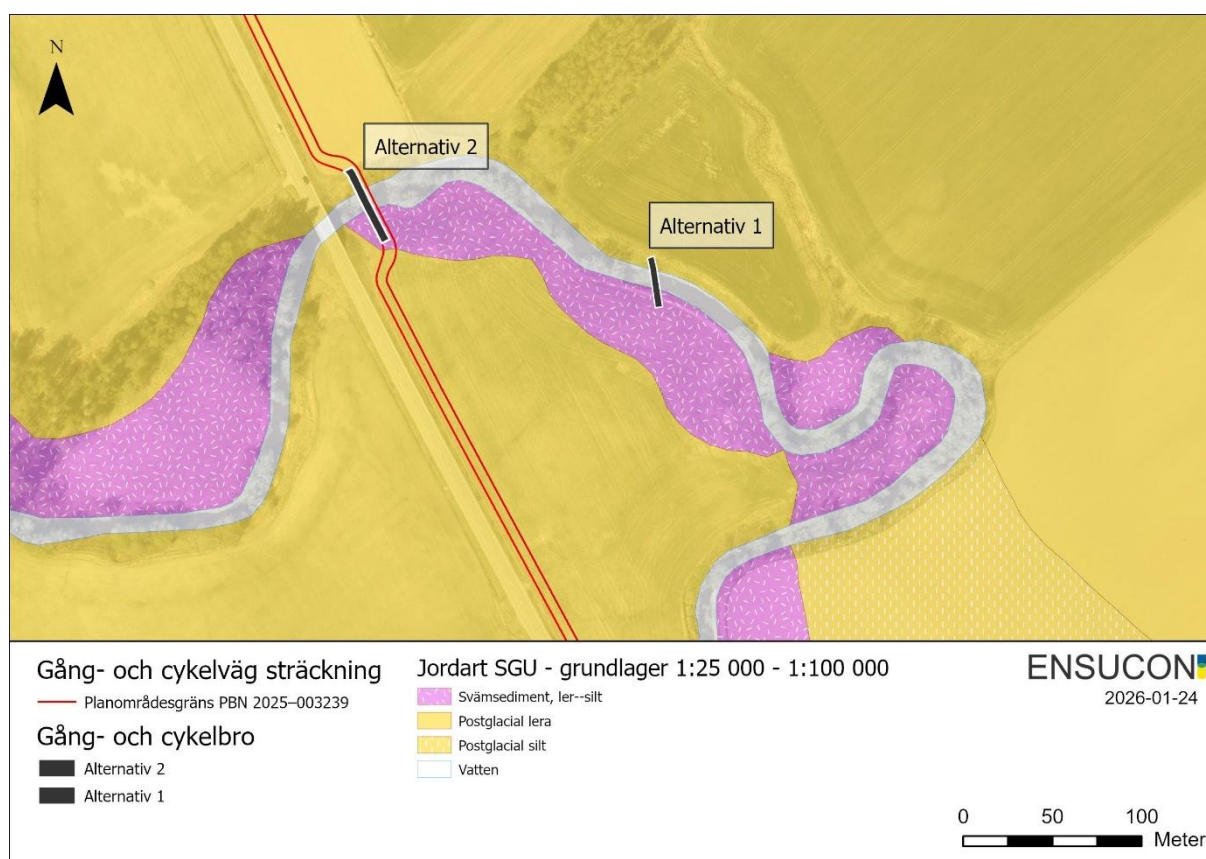 N
Alternativ 2
Alternativ 1
Gång- och cykelväg sträckning
Planområdesgräns PBN 2025–003239
Gång- och cykelbro
Alternativ 2
Alternativ 1
Jordart SGU - grundlager 1:25 000 - 1:100 000
Svämsediment, ler--silt
Postglacial lera
Postglacial silt
Vatten
ENSUCON
2026-01-24
0 50 100
Meter